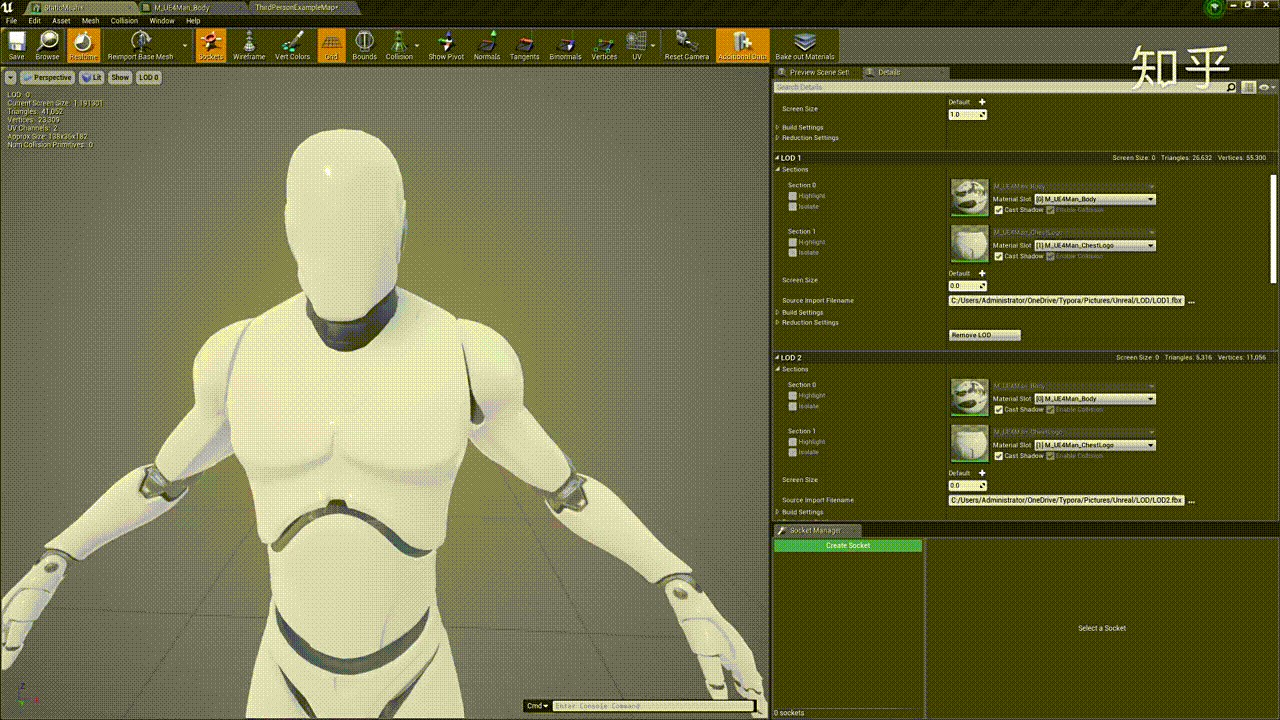 StaticMesh
M_UE4Man_Body
ThirdPersonExampleMap*
File Edit Asset Mesh Collision Window Help
Save Browse Realtime Reimport Base Mesh Sockets Wireframe Vert Colors Grid Bounds Collision Show Pivot Normals Tangents Binormals Vertices UV Reset Camera Additional Data Bake out Materials
知乎
Perspective Lit Show LOD 0
LOD: 0
Current Screen Size: 1.191301
Triangles: 41,052
Vertices: 23,309
UV Channels: 2
Approx Size: 138x36x182
Num Collision Primitives: 0
Preview Scene Sett Details
Search Details
Screen Size
Default
1.0
Build Settings
Reduction Settings
LOD 1 Screen Size: 0 Triangles: 26,632 Vertices: 65,300
Sections
Section 0
Highlight
Isolate
M_UE4Man_Body
Material Slot [0] M_UE4Man_Body
Cast Shadow Enable Collision
Section 1
Highlight
Isolate
M_UE4Man_ChestLogo
Material Slot [1] M_UE4Man_ChestLogo
Cast Shadow Enable Collision
Screen Size
Default
0.0
Source Import Filename C:/Users/Administrator/OneDrive/Typora/Pictures/Unreal/LOD/LOD1.fbx ...
Build Settings
Reduction Settings
Remove LOD
LOD 2 Screen Size: 0 Triangles: 5,316 Vertices: 11,056
Sections
Section 0
Highlight
Isolate
M_UE4Man_Body
Material Slot [0] M_UE4Man_Body
Cast Shadow Enable Collision
Section 1
Highlight
Isolate
M_UE4Man_ChestLogo
Material Slot [1] M_UE4Man_ChestLogo
Cast Shadow Enable Collision
Screen Size
Default
0.0
Source Import Filename C:/Users/Administrator/OneDrive/Typora/Pictures/Unreal/LOD/LOD2.fbx ...
Build Settings
Socket Manager
Create Socket
Select a Socket
0 sockets
Cmd Enter Console Command
Z